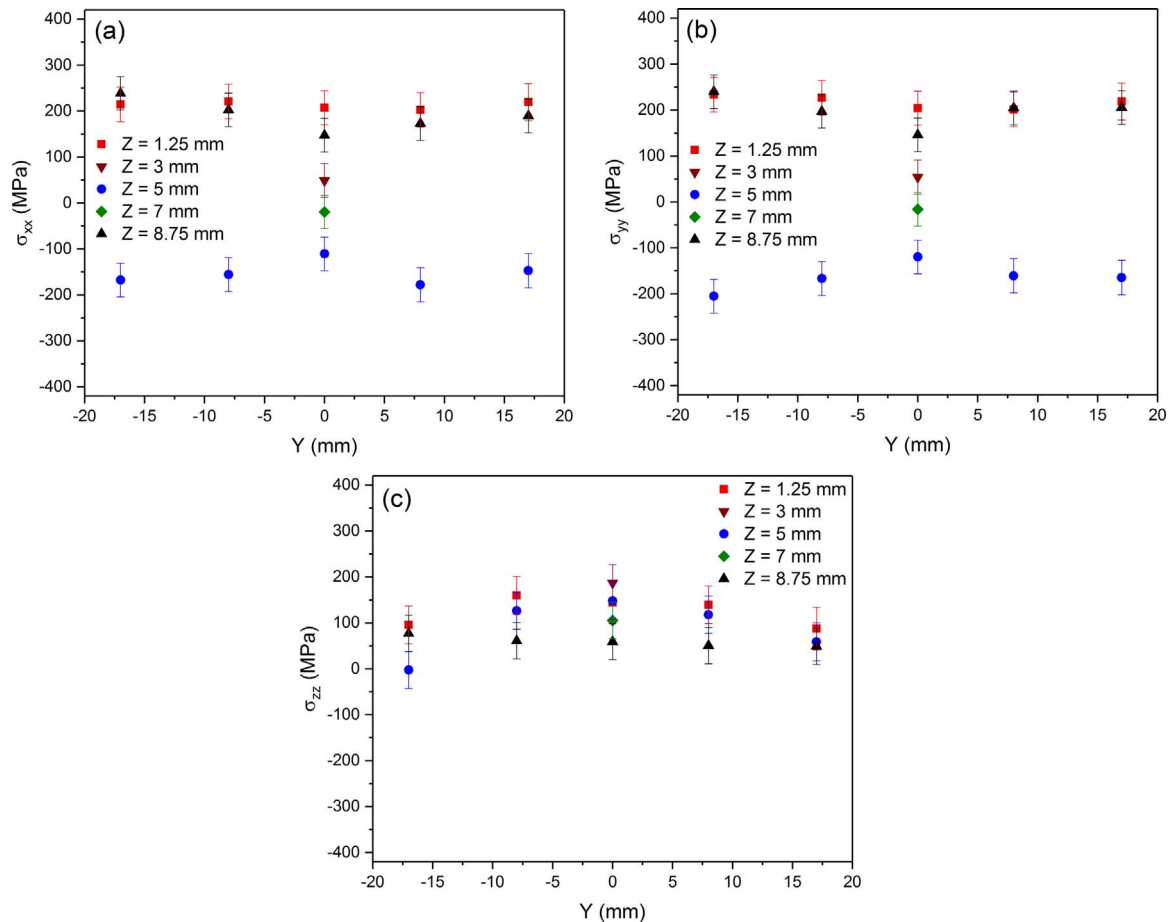 (a)
400
300
200
100
0
-100
-200
-300
-400
σxx (MPa)
Z = 1.25 mm
Z = 3 mm
Z = 5 mm
Z = 7 mm
Z = 8.75 mm
-20 -15 -10 -5 0 5 10 15 20
Y (mm)
(b)
400
300
200
100
0
-100
-200
-300
-400
σyy (MPa)
Z = 1.25 mm
Z = 3 mm
Z = 5 mm
Z = 7 mm
Z = 8.75 mm
-20 -15 -10 -5 0 5 10 15 20
Y (mm)
(c)
400
300
200
100
0
-100
-200
-300
-400
σzz (MPa)
Z = 1.25 mm
Z = 3 mm
Z = 5 mm
Z = 7 mm
Z = 8.75 mm
-20 -15 -10 -5 0 5 10 15 20
Y (mm)